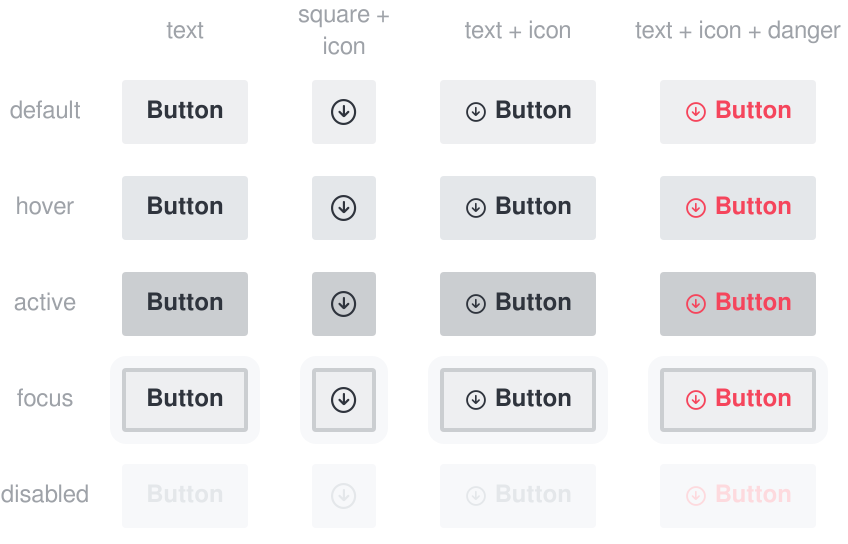 text
square +
icon
text + icon
text + icon + danger
default
Button
Button
Button
hover
Button
Button
Button
active
Button
Button
Button
focus
Button
Button
Button
disabled
Button
Button
Button